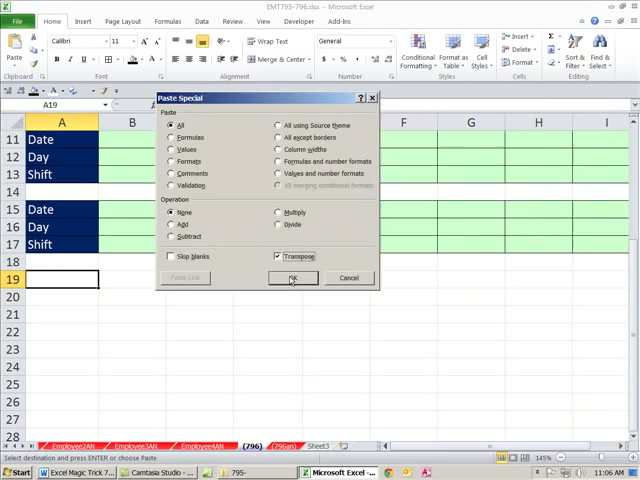 EMT795-796.xlsx - Microsoft Excel
File Home Insert Page Layout Formulas Data Review View Developer Add-Ins
Calibri 11 Wrap Text General Insert
Paste Merge & Center Conditional Formatting Format as Table Cell Styles Delete Format Sort & Filter Find & Select
Clipboard Font Alignment Number Styles Cells Editing
A19
A B F G H I
Paste Special
Paste
All All using Source theme
Formulas All except borders
Values Column widths
Formats Formulas and number formats
Comments Values and number formats
Validation All merging conditional formats
Operation
None Multiply
Add Divide
Subtract
Skip blanks Transpose
Paste Link OK Cancel
11 Date
12 Day
13 Shift
14
15 Date
16 Day
17 Shift
18
19
20
21
22
23
24
25
26
27
28
Employee2AN Employee3AN Employee4AN (796) (796an) Sheet3
Select destination and press ENTER or choose Paste 145%
Start Excel Magic Trick 7... Camtasia Studio - ... 795- Microsoft Excel -... 11:06 AM